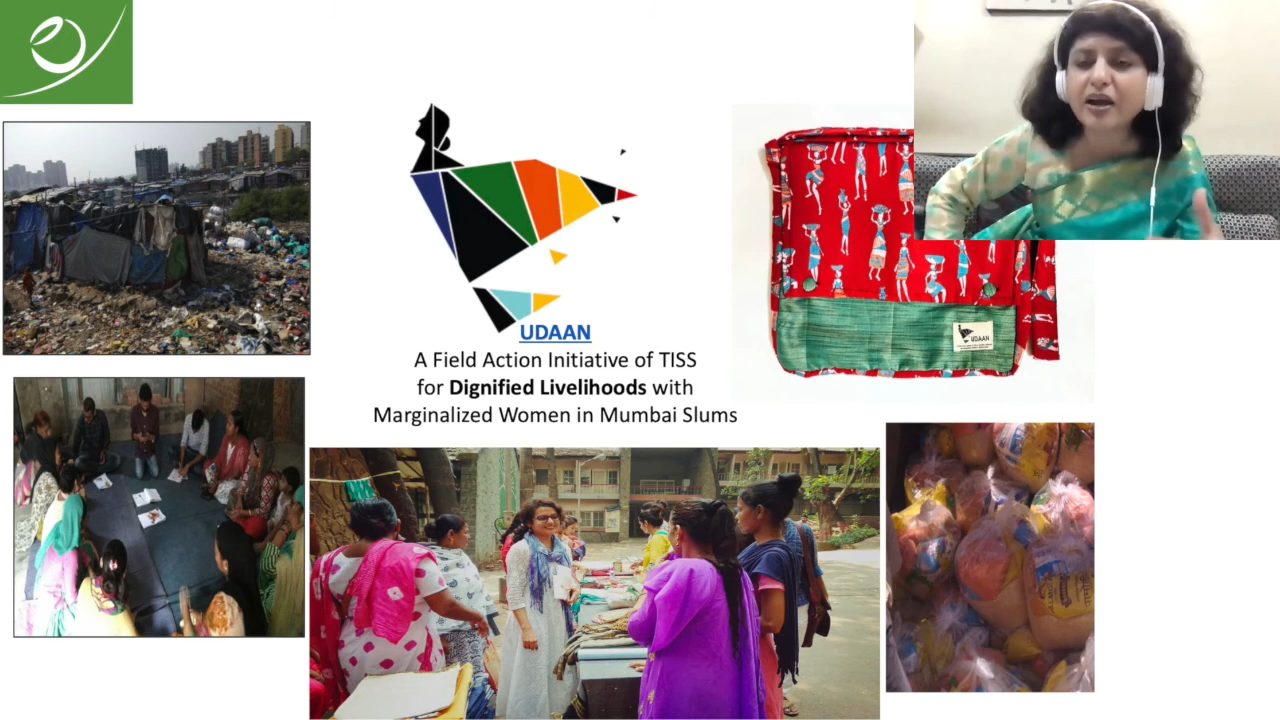 UDAAN
A Field Action Initiative of TISS
for Dignified Livelihoods with
Marginalized Women in Mumbai Slums
UDAAN